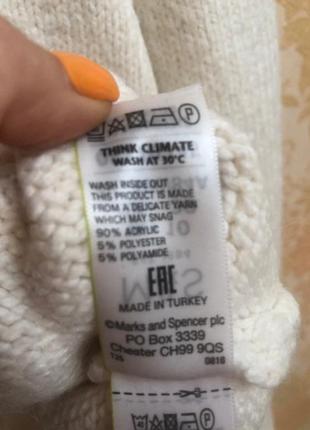 P
THINK CLIMATE
WASH AT 30°C
WASH INSIDE OUT
THIS PRODUCT IS MADE
FROM A DELICATE YARN
WHICH MAY SNAG
90% ACRYLIC
5% POLYESTER
5% POLYAMIDE
EAC
MADE IN TURKEY
©Marks and Spencer plc
PO Box 3339
Chester CH99 9QS
125 0816
P